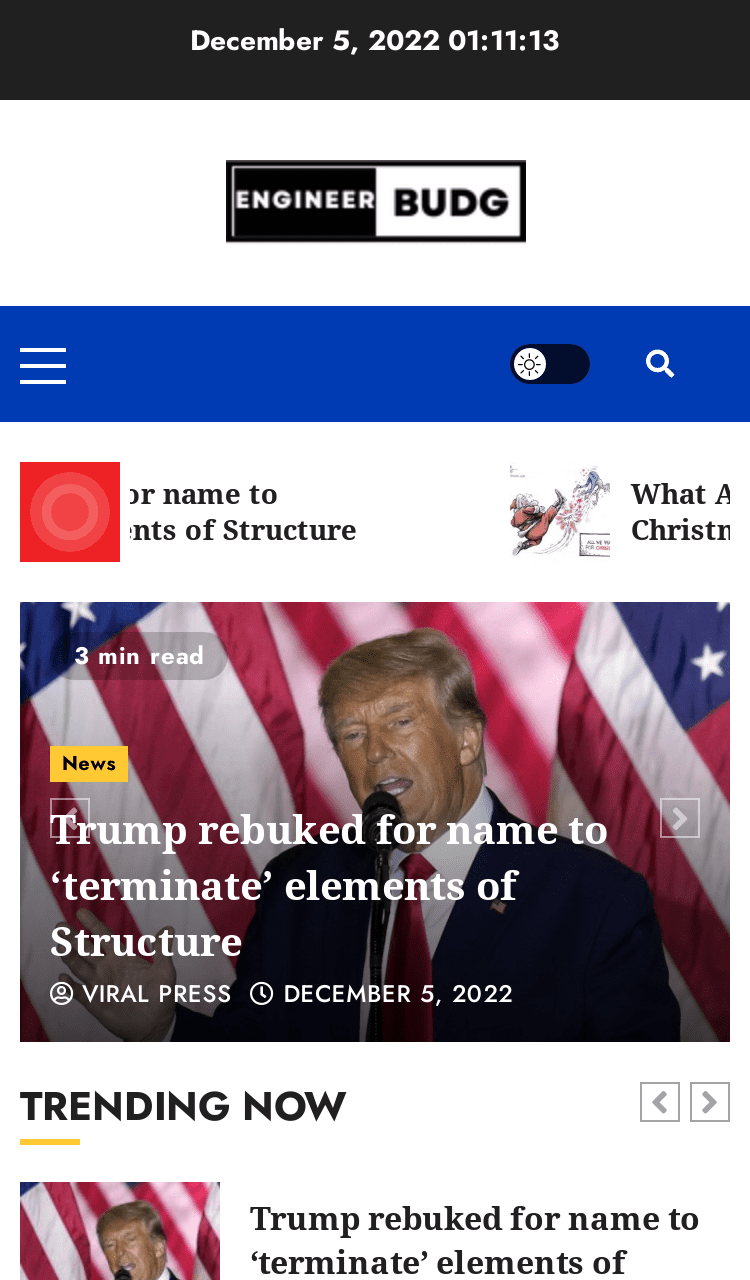 December 5, 2022 01:11:13
ENGINEER BUDG
or name to
ents of Structure
What A
Christn
3 min read
News
Trump rebuked for name to
‘terminate’ elements of
Structure
VIRAL PRESS DECEMBER 5, 2022
TRENDING NOW
Trump rebuked for name to
‘terminate’ elements of